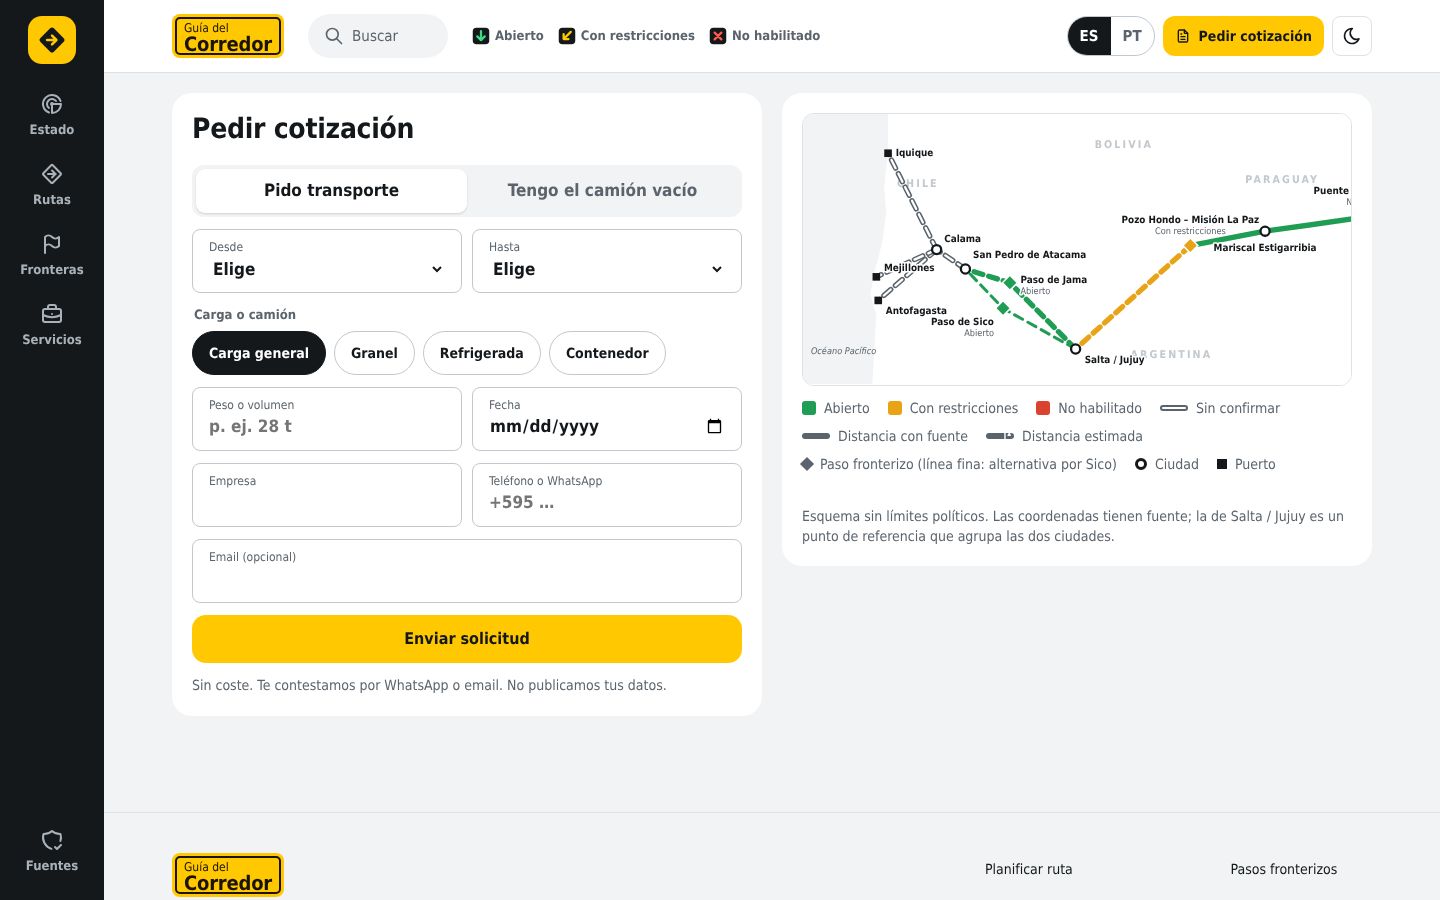 Guía del
Corredor
Buscar
Abierto
Con restricciones
No habilitado
ES
PT
Pedir cotización
Estado
Rutas
Fronteras
Servicios
Fuentes
Pedir cotización
Pido transporte
Tengo el camión vacío
Desde
Elige
Hasta
Elige
Carga o camión
Carga general
Granel
Refrigerada
Contenedor
Peso o volumen
p. ej. 28 t
Fecha
mm/dd/yyyy
Empresa
Teléfono o WhatsApp
+595 ...
Email (opcional)
Enviar solicitud
Sin coste. Te contestamos por WhatsApp o email. No publicamos tus datos.
BOLIVIA
Iquique
CHILE
PARAGUAY
Puente
N
Pozo Hondo – Misión La Paz
Con restricciones
Calama
Mariscal Estigarribia
San Pedro de Atacama
Mejillones
Paso de Jama
Abierto
Antofagasta
Paso de Sico
Abierto
Océano Pacífico
Salta / Jujuy
ARGENTINA
Abierto
Con restricciones
No habilitado
Sin confirmar
Distancia con fuente
Distancia estimada
Paso fronterizo (línea fina: alternativa por Sico)
Ciudad
Puerto
Esquema sin límites políticos. Las coordenadas tienen fuente; la de Salta / Jujuy es un
punto de referencia que agrupa las dos ciudades.
Guía del
Corredor
Planificar ruta
Pasos fronterizos